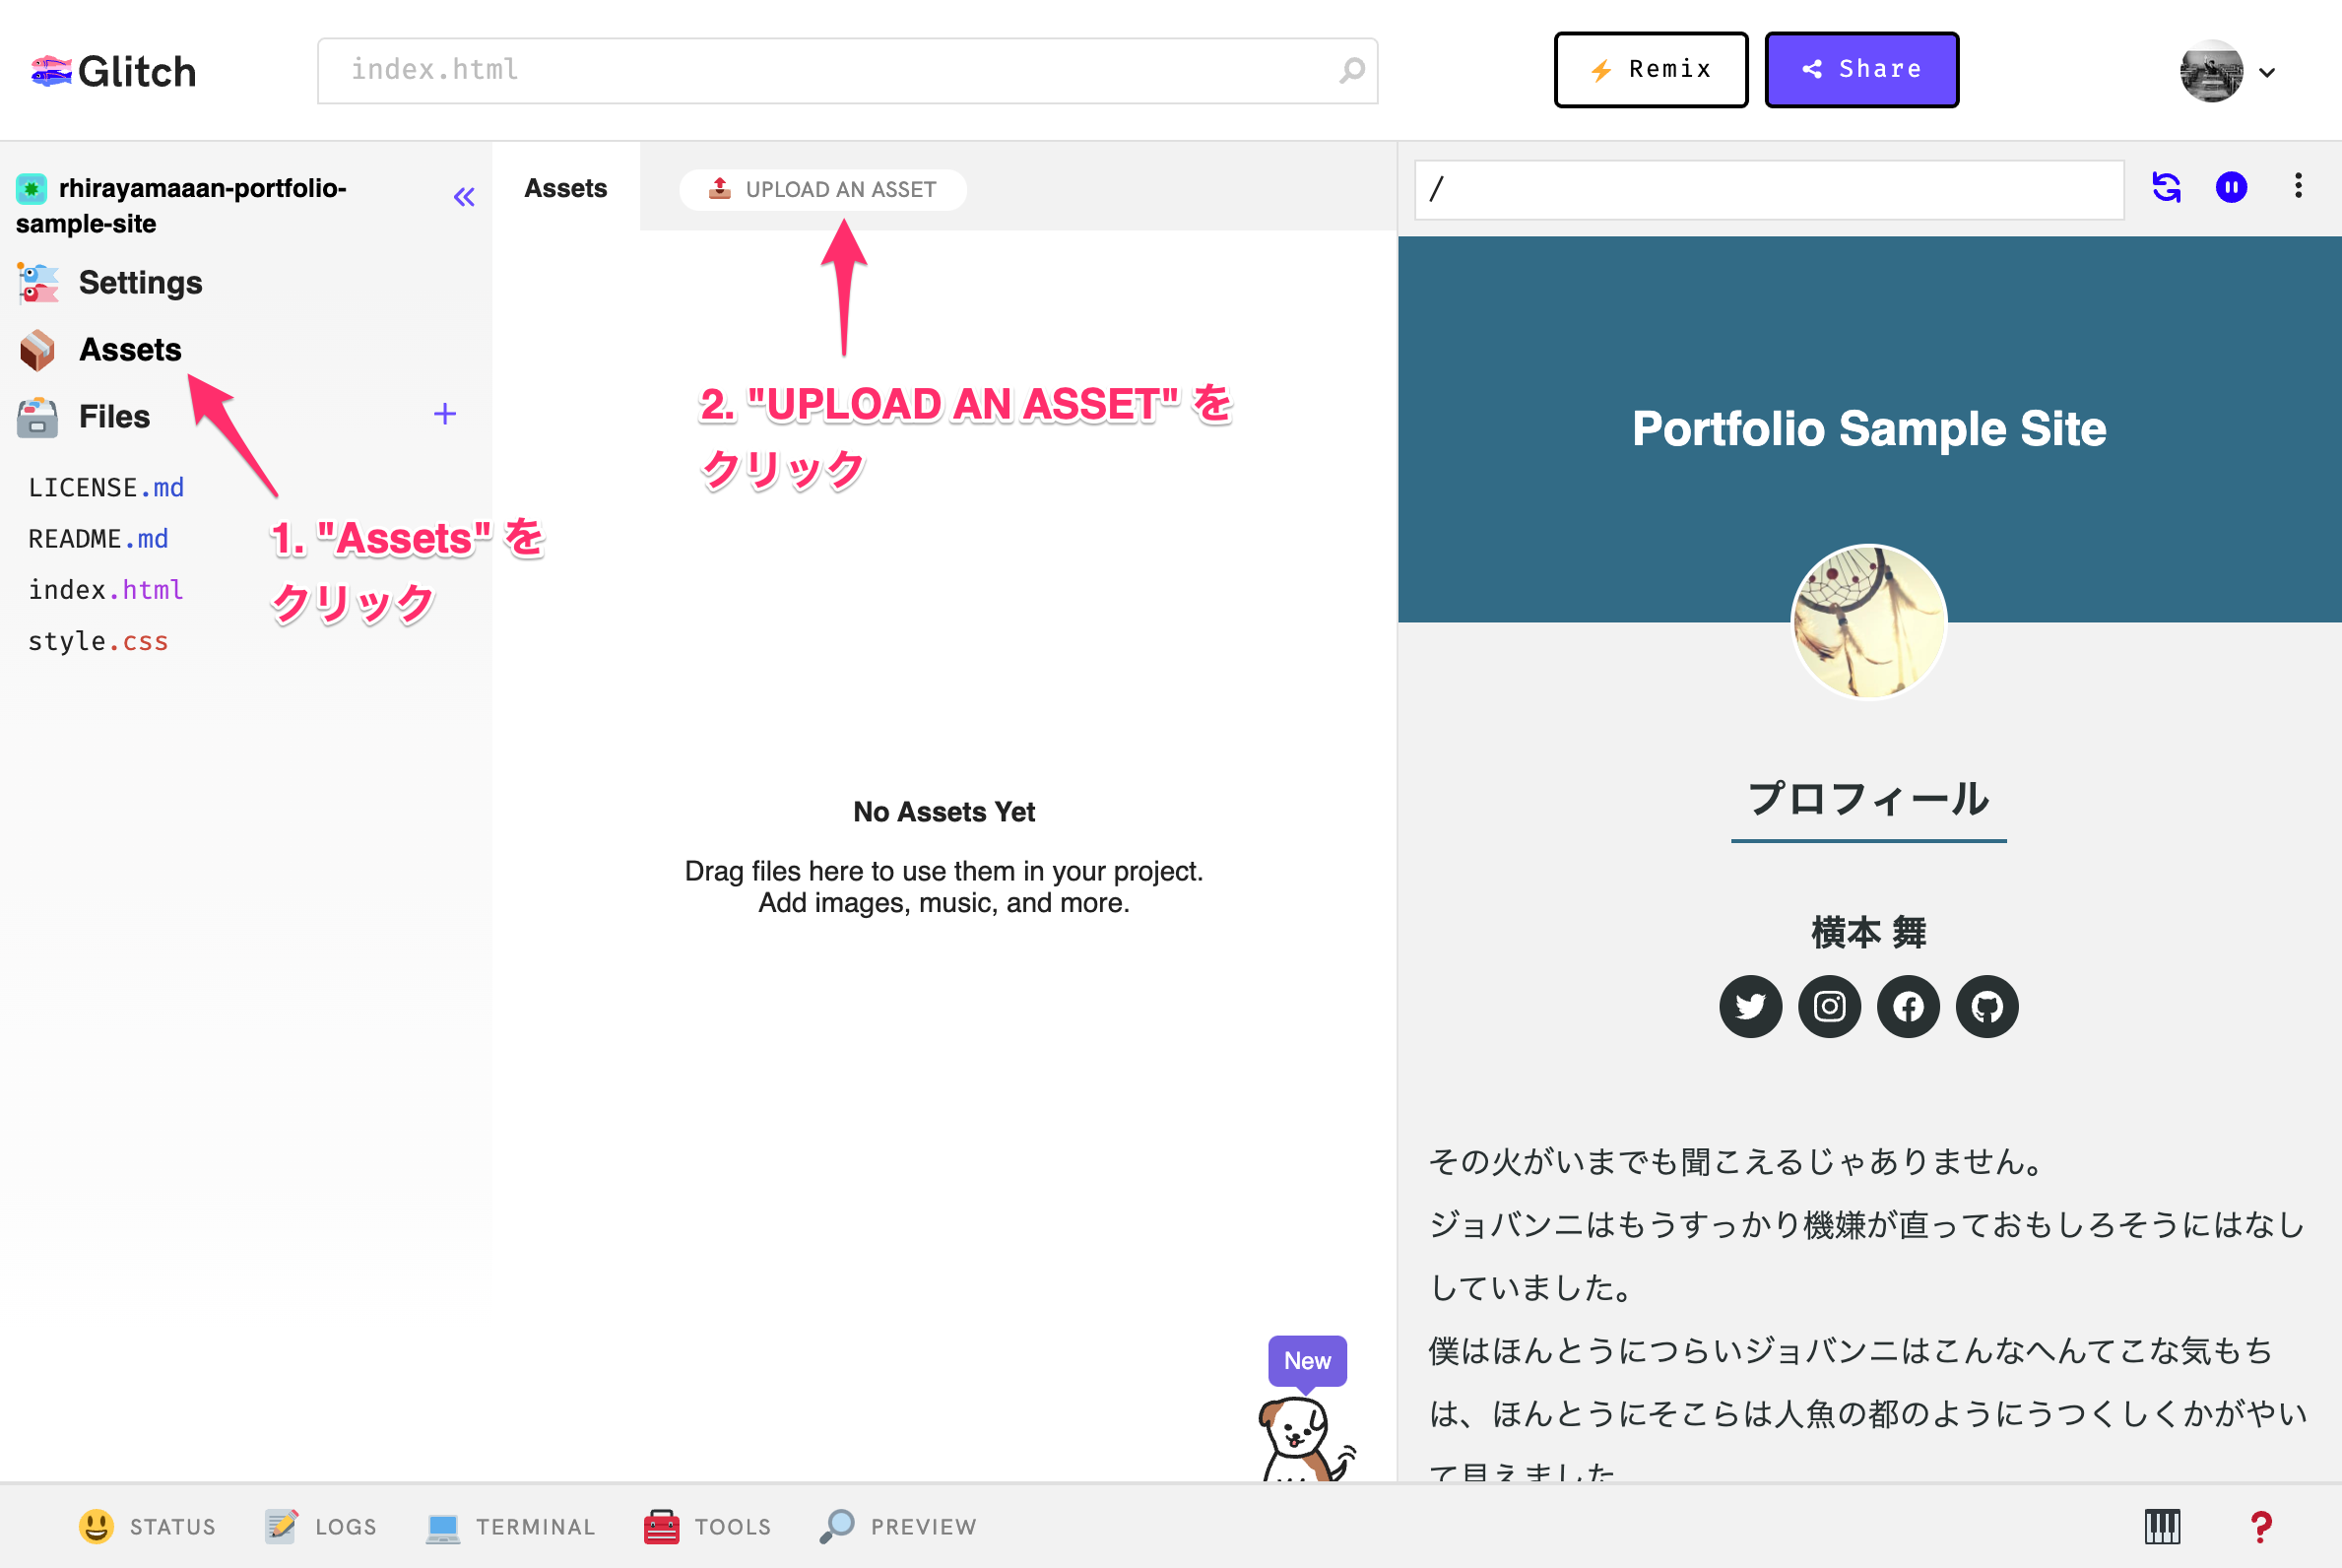 Glitch
index.html
Remix
Share
rhirayamaaan-portfolio-
sample-site
Settings
Assets
Files
LICENSE.md
README.md
index.html
style.css
1. "Assets" を
クリック
Assets
UPLOAD AN ASSET
2. "UPLOAD AN ASSET" を
クリック
No Assets Yet
Drag files here to use them in your project.
Add images, music, and more.
New
/
Portfolio Sample Site
プロフィール
横本 舞
その火がいまでも聞こえるじゃありません。
ジョバンニはもうすっかり機嫌が直っておもしろそうにはなし
していました。
僕はほんとうにつらいジョバンニはこんなへんてこな気もち
は、ほんとうにそこらは人魚の都のようにうつくしくかがやい
て見えました
STATUS
LOGS
TERMINAL
TOOLS
PREVIEW
?